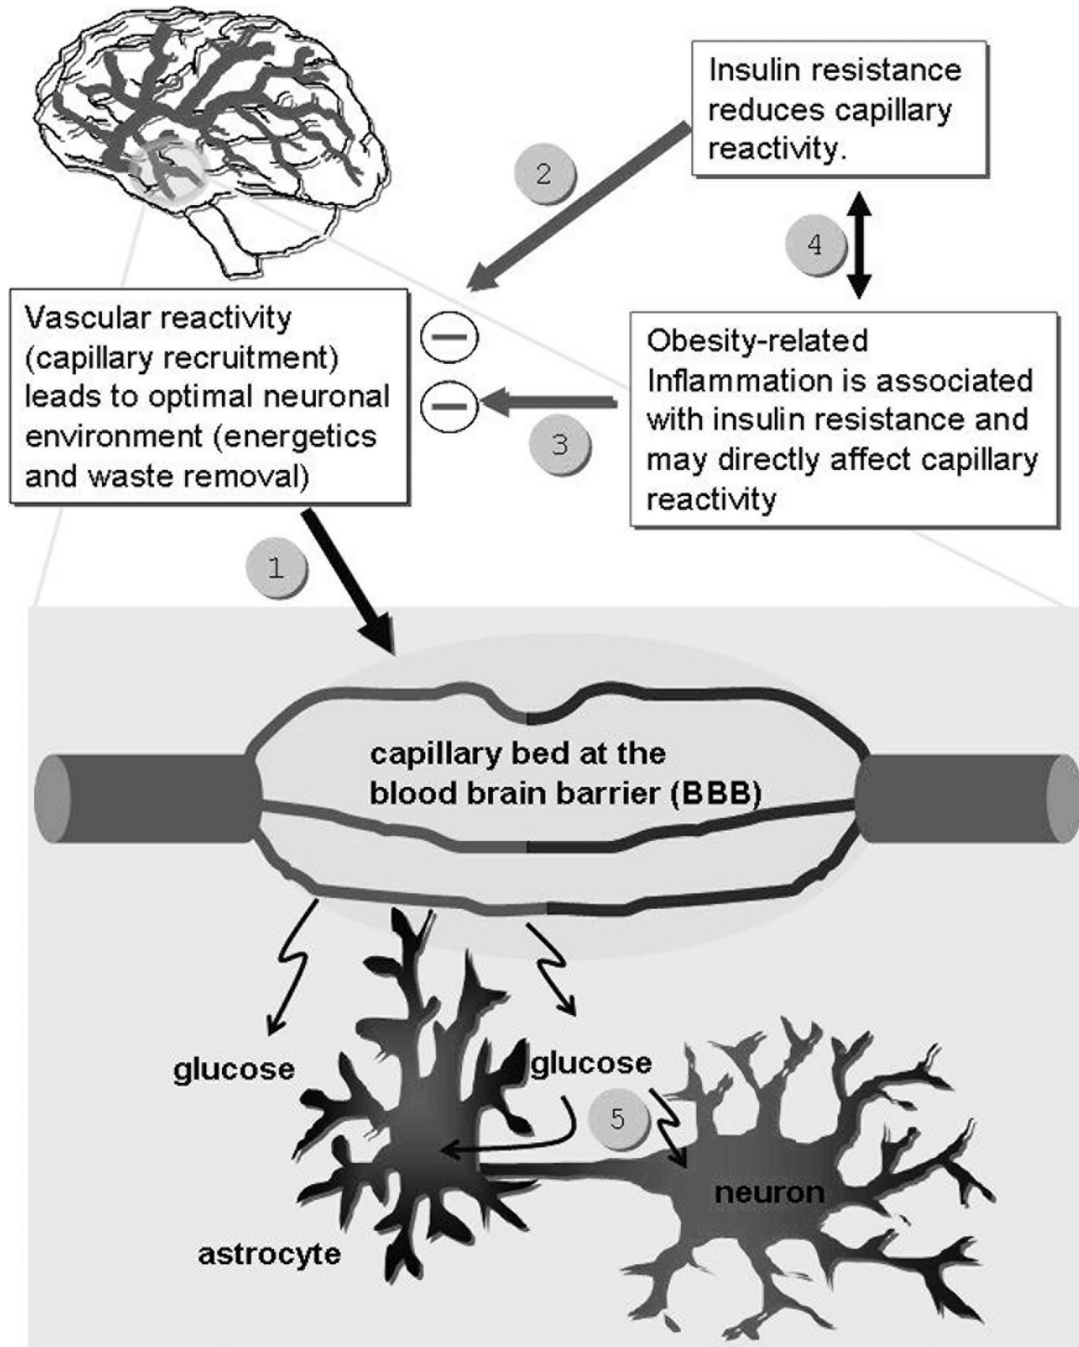 Insulin resistance
reduces capillary
reactivity.
2
4
Vascular reactivity
(capillary recruitment)
leads to optimal neuronal
environment (energetics
and waste removal)
Obesity-related
Inflammation is associated
with insulin resistance and
may directly affect capillary
reactivity
3
1
capillary bed at the
blood brain barrier (BBB)
glucose
glucose
5
neuron
astrocyte